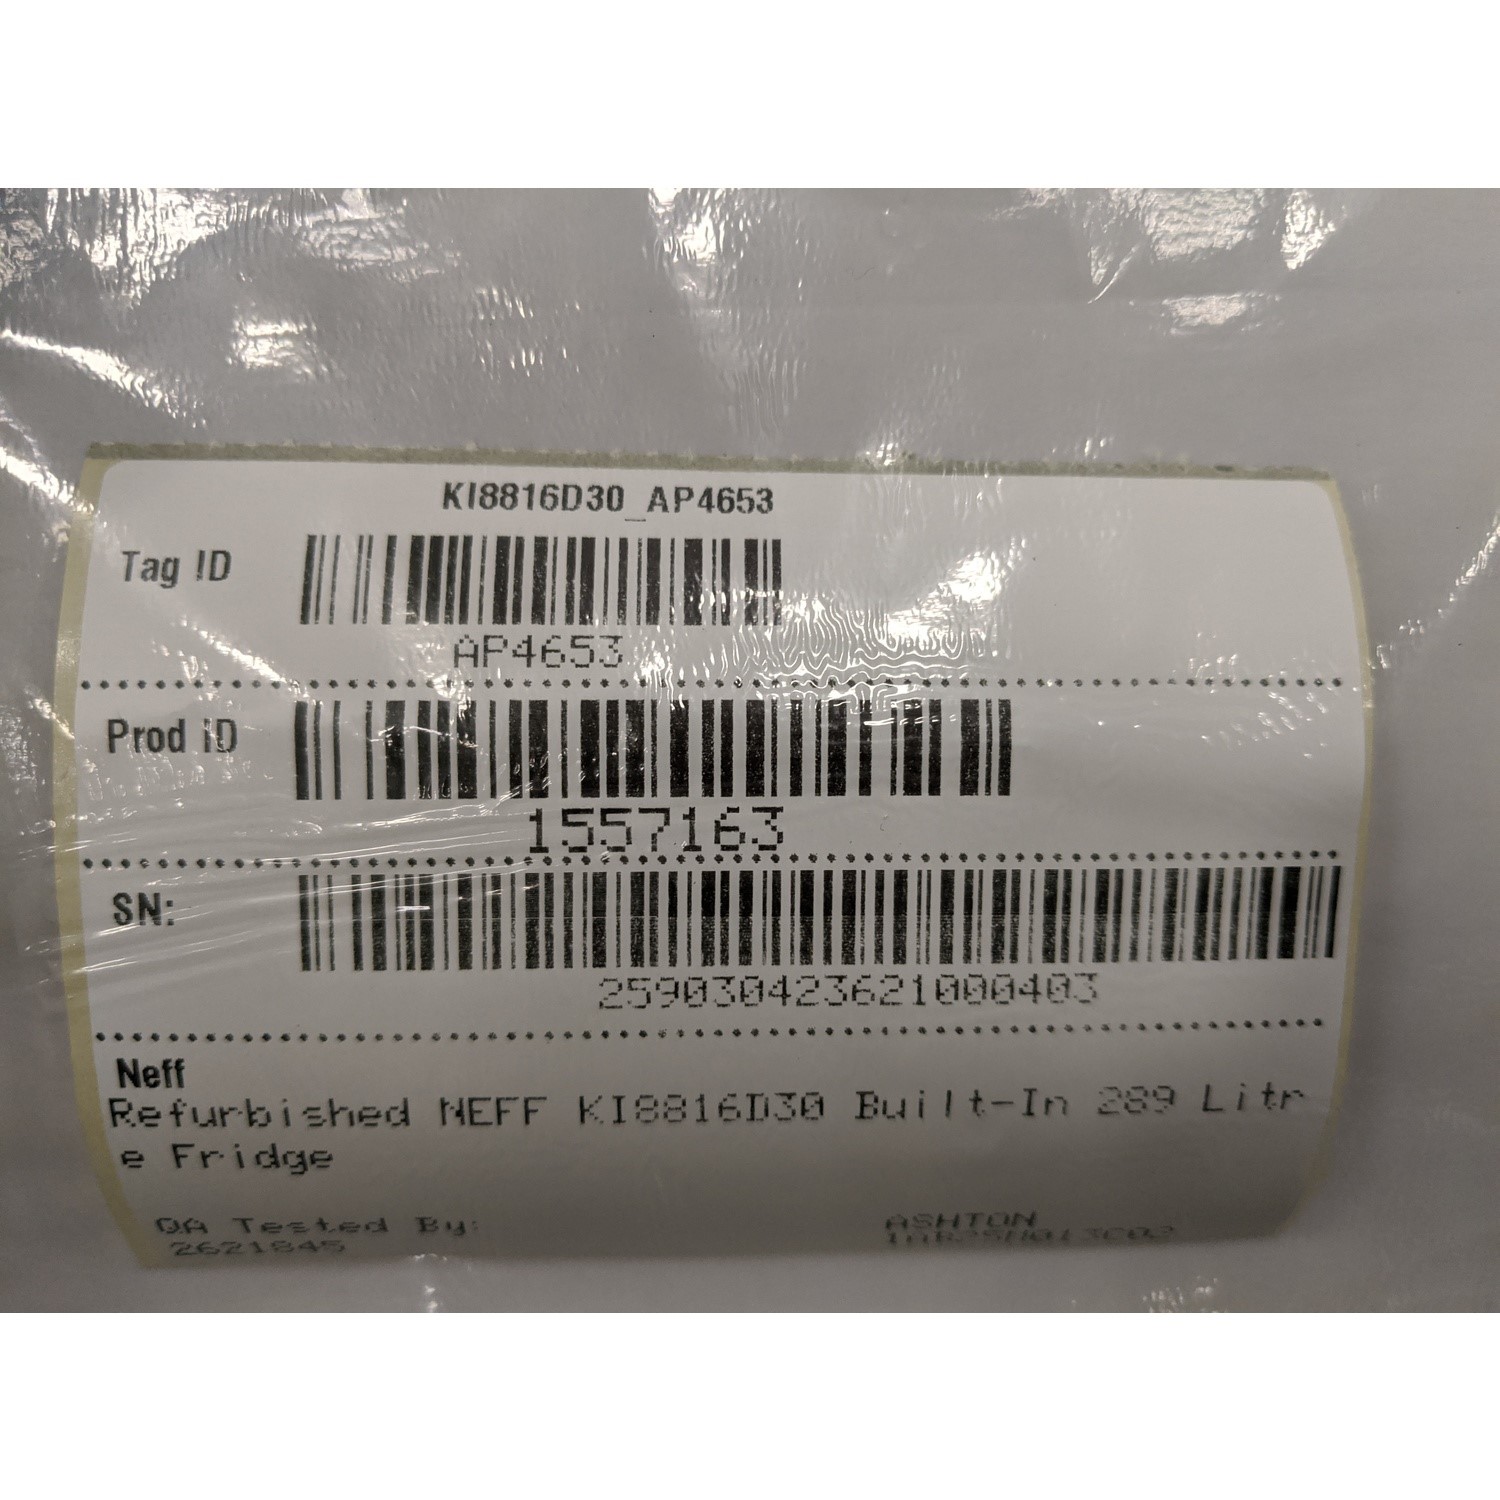 KI8816D30_AP4653
Tag ID
AP4653
Prod ID
1557163
SN:
259030423621000403
Neff
Refurbished NEFF KI8816D30 Built-In 289 Litr
e Fridge
QA Tested By:
ASHTON
2621845